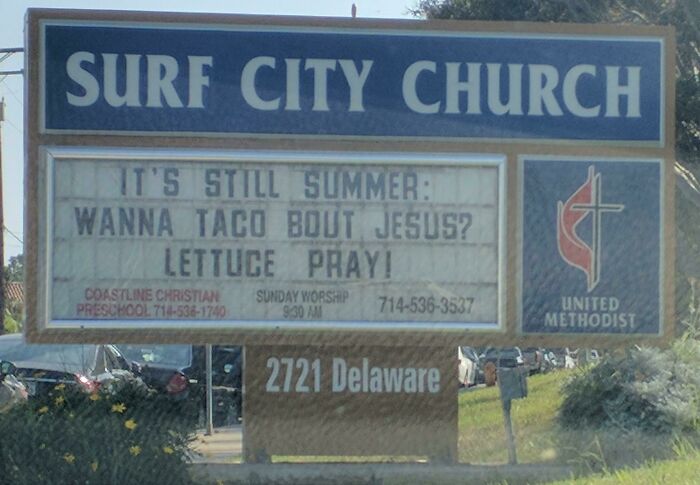 SURF CITY CHURCH
IT'S STILL SUMMER:
WANNA TACO BOUT JESUS?
LETTUCE PRAY!
COASTLINE CHRISTIAN
PRESCHOOL 714-536-1740
SUNDAY WORSHIP
9:30 AM
714-536-3537
UNITED
METHODIST
2721 Delaware